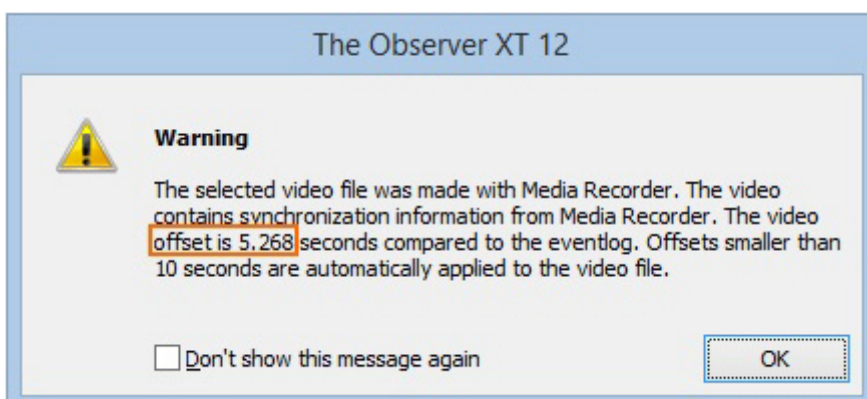 The Observer XT 12
Warning
The selected video file was made with Media Recorder. The video
contains synchronization information from Media Recorder. The video
offset is 5.268 seconds compared to the eventlog. Offsets smaller than
10 seconds are automatically applied to the video file.
Don't show this message again
OK